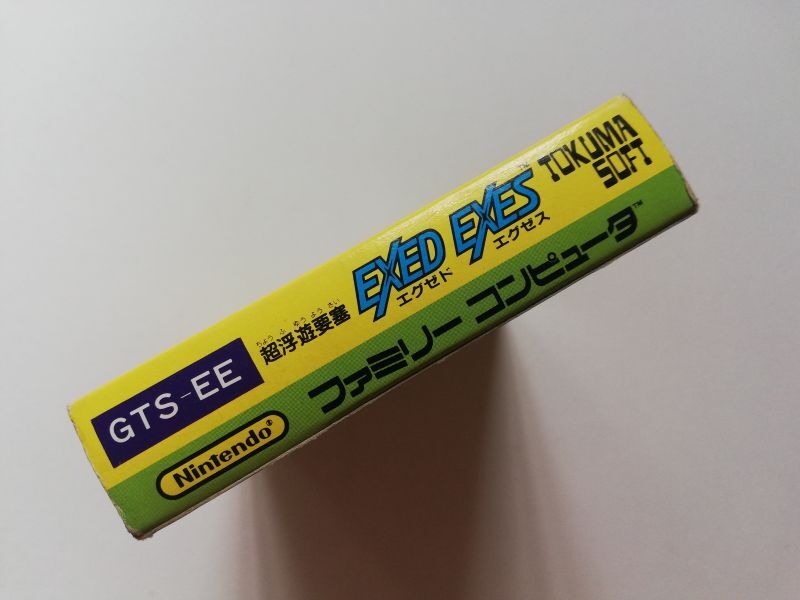 GTS-EE
ちょう ふ ゆう よう さい
超浮遊要塞
EXED EXES™
エグゼド エグゼス
TOKUMA
SOFT
Nintendo®
ファミリー コンピュータ™